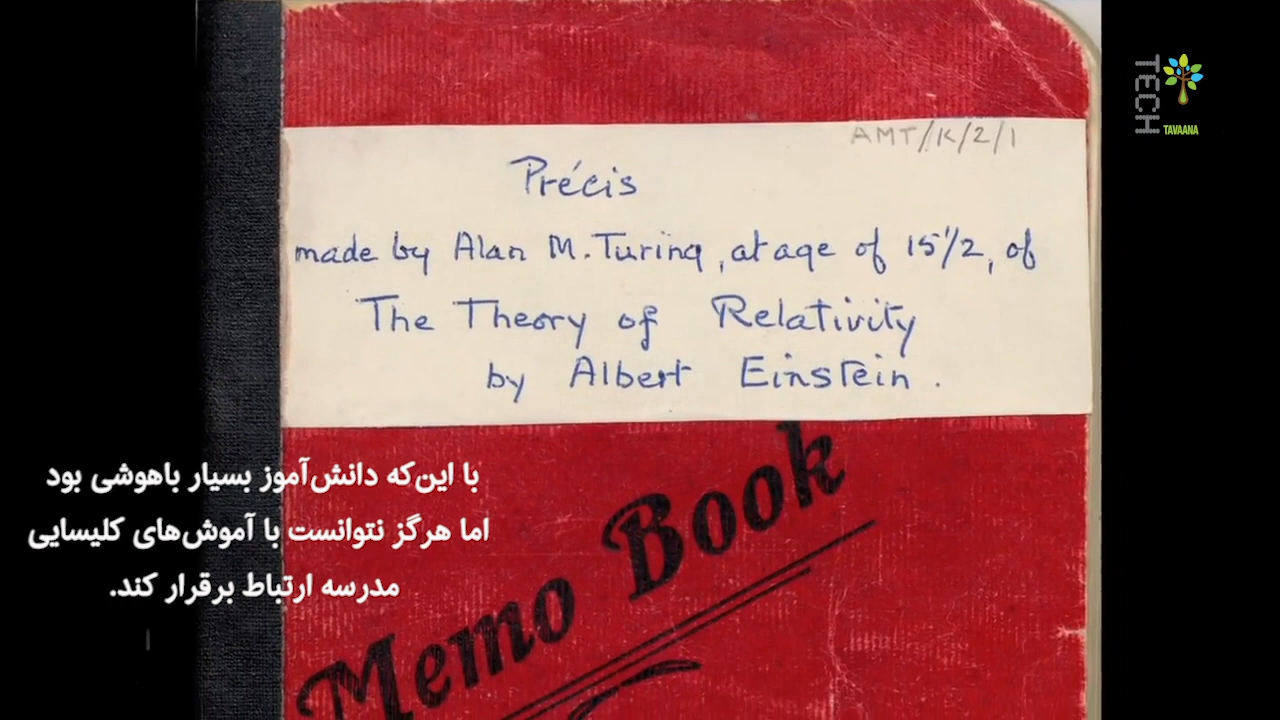 AMT/K/2/1
Précis
made by Alan M. Turing, at age of 15 1/2, of
The Theory of Relativity
by Albert Einstein.
Memo Book
با این‌که دانش‌آموز بسیار باهوشی بود
اما هرگز نتوانست با آموش‌های کلیسایی
مدرسه ارتباط برقرار کند.
TECH
TAVAANA